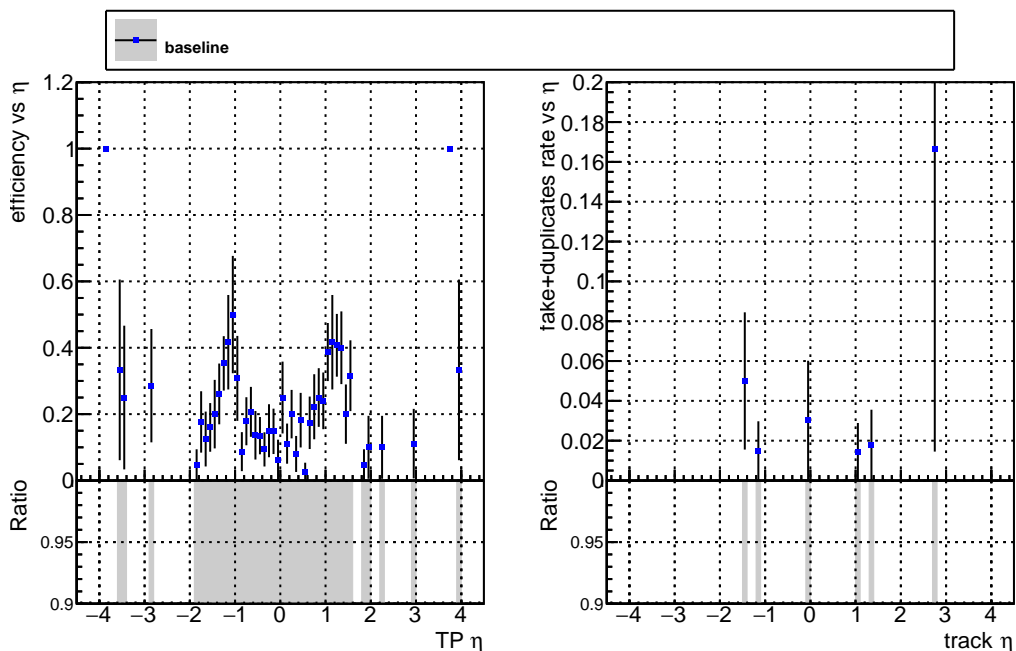 baseline
efficiency vs η
1.2
1
0.8
0.6
0.4
0.2
0
Ratio
0.95
0.9
−4 −3 −2 −1 0 1 2 3 4
TP η
fake+duplicates rate vs η
0.2
0.18
0.16
0.14
0.12
0.1
0.08
0.06
0.04
0.02
0
Ratio
0.95
0.9
−4 −3 −2 −1 0 1 2 3 4
track η